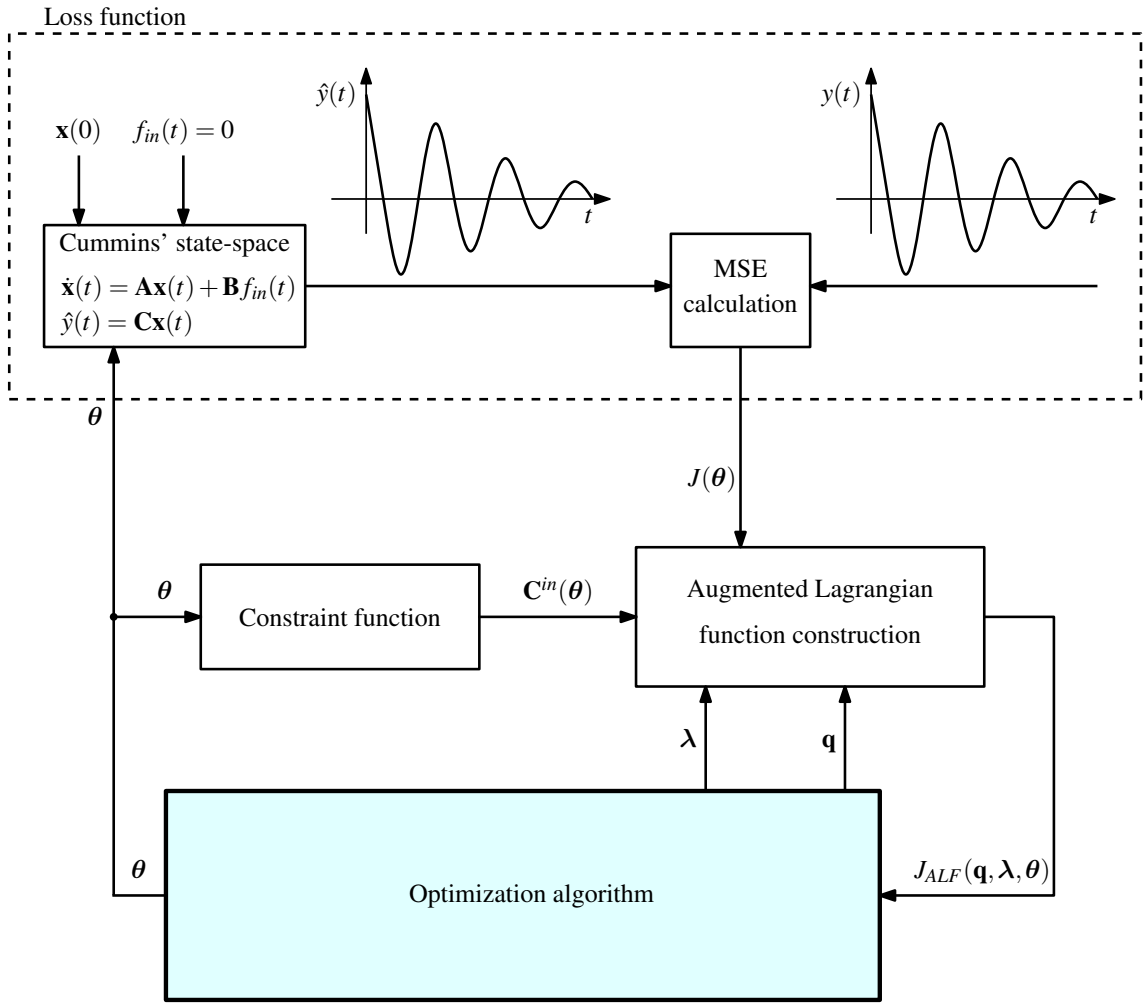 Loss function
ŷ(t)
y(t)
x(0)
f_in(t) = 0
t
t
Cummins’ state-space
ẋ(t) = Ax(t) + Bf_in(t)
ŷ(t) = Cx(t)
MSE
calculation
θ
J(θ)
θ
Constraint function
C^in(θ)
Augmented Lagrangian
function construction
λ
q
θ
Optimization algorithm
J_ALF(q, λ, θ)